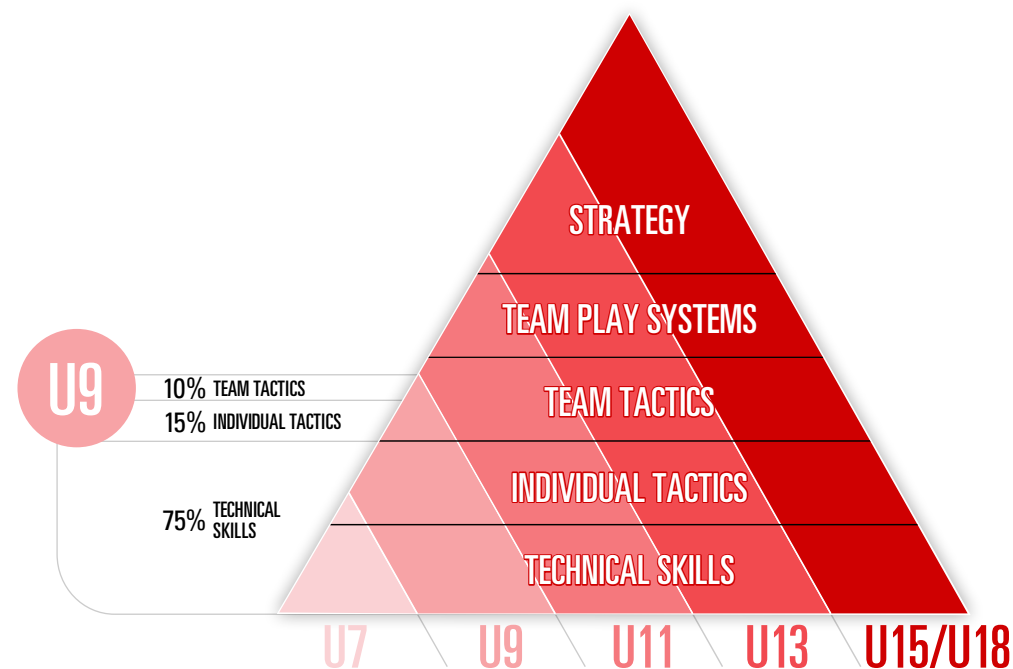 STRATEGY
TEAM PLAY SYSTEMS
TEAM TACTICS
INDIVIDUAL TACTICS
TECHNICAL SKILLS
U9
10% TEAM TACTICS
15% INDIVIDUAL TACTICS
75% TECHNICAL
SKILLS
U7 U9 U11 U13 U15/U18